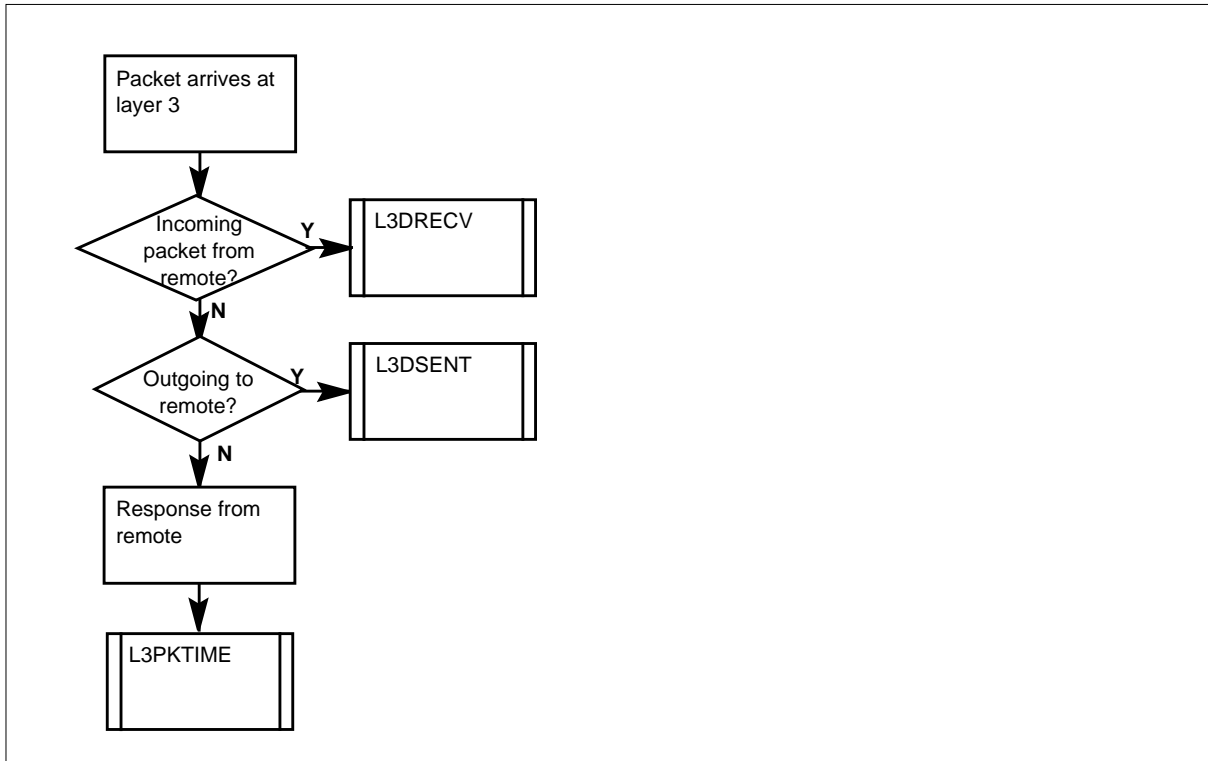 Packet arrives at
layer 3
Incoming
packet from
remote?
Y
L3DRECV
N
Outgoing to
remote?
Y
L3DSENT
N
Response from
remote
L3PKTIME